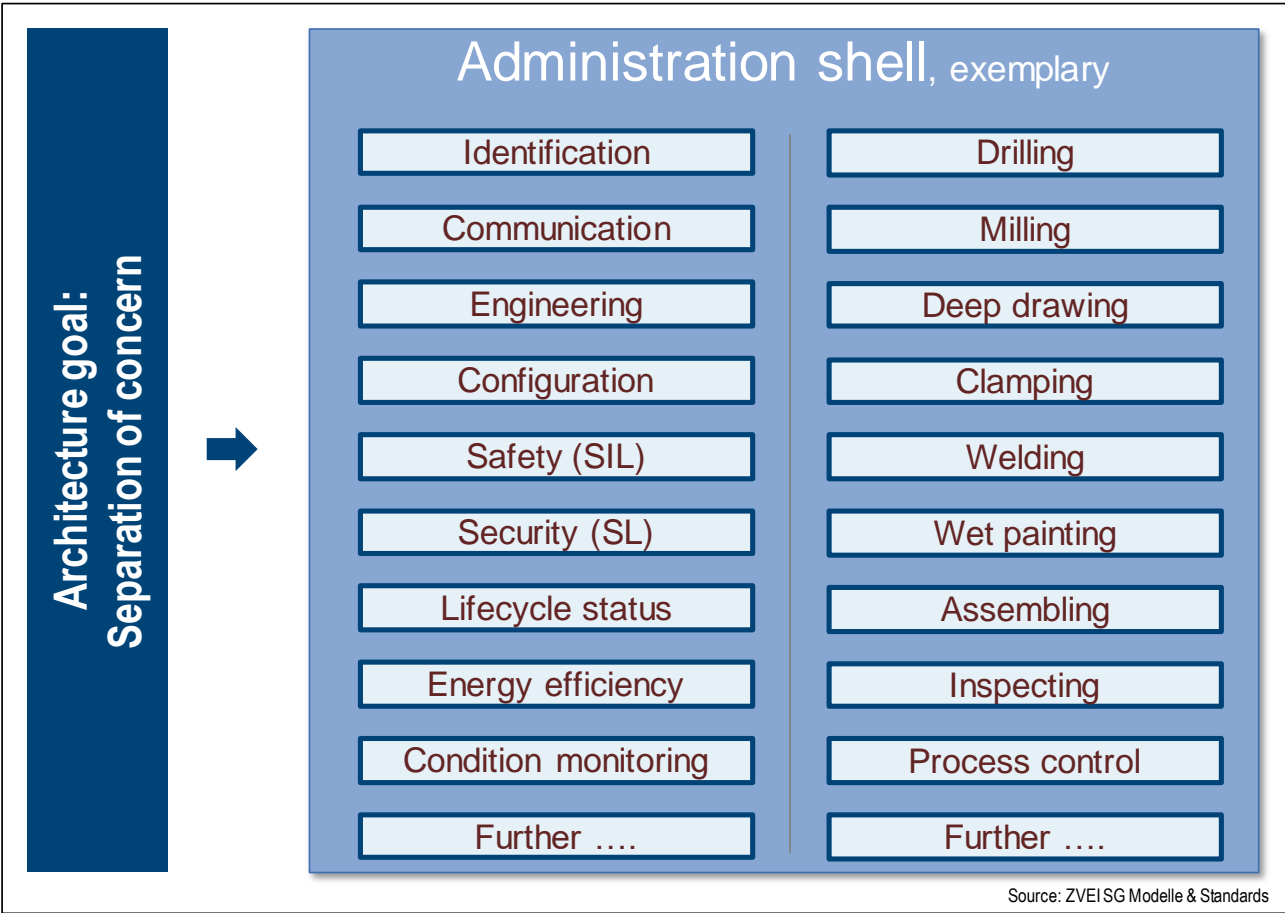 Architecture goal:
Separation of concern
Administration shell, exemplary
Identification
Communication
Engineering
Configuration
Safety (SIL)
Security (SL)
Lifecycle status
Energy efficiency
Condition monitoring
Further ....
Drilling
Milling
Deep drawing
Clamping
Welding
Wet painting
Assembling
Inspecting
Process control
Further ....
Source: ZVEI SG Modelle & Standards